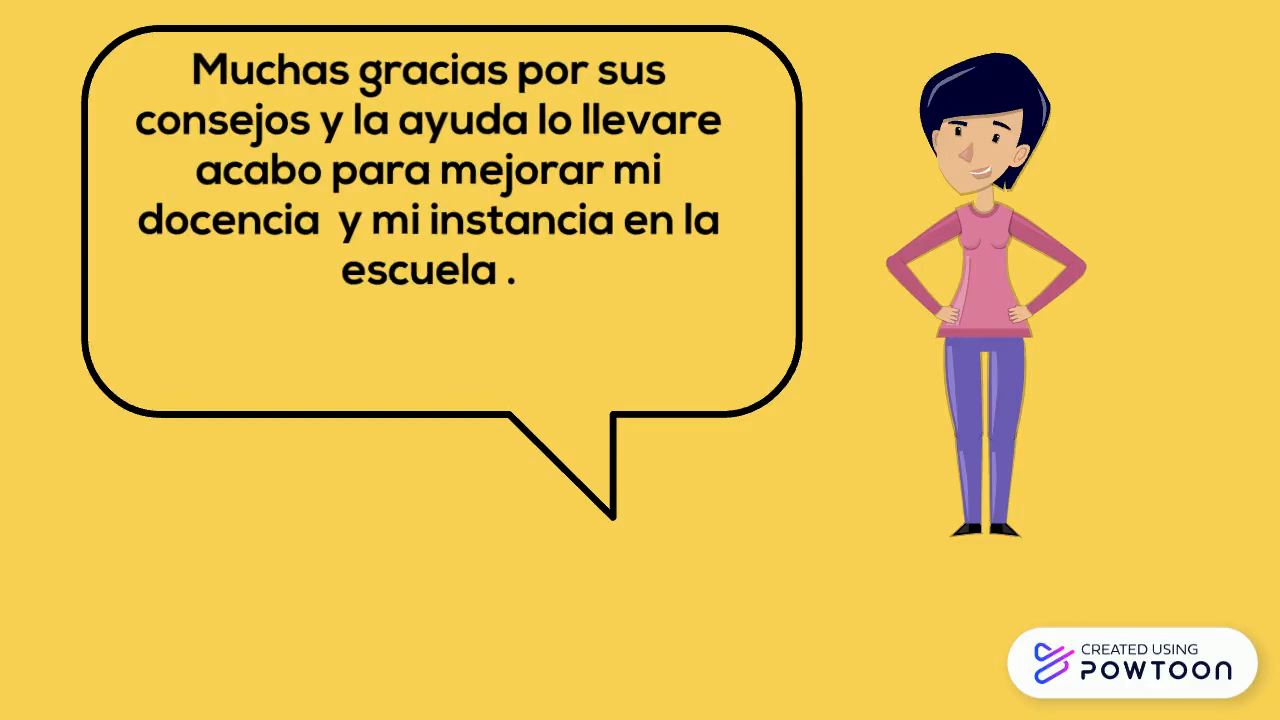 Muchas gracias por sus
consejos y la ayuda lo llevare
acabo para mejorar mi
docencia  y mi instancia en la
escuela .
CREATED USING
POWTOON